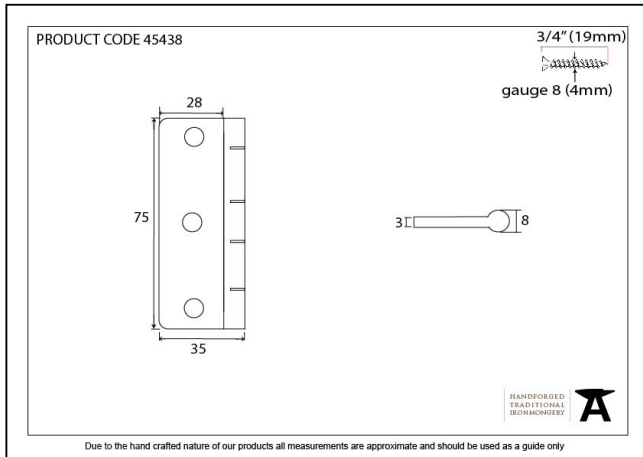 PRODUCT CODE 45438
3/4” (19mm)
gauge 8 (4mm)
28
75
35
3
8
HANDFORGED
TRADITIONAL
IRONMONGERY
Due to the hand crafted nature of our products all measurements are approximate and should be used as a guide only